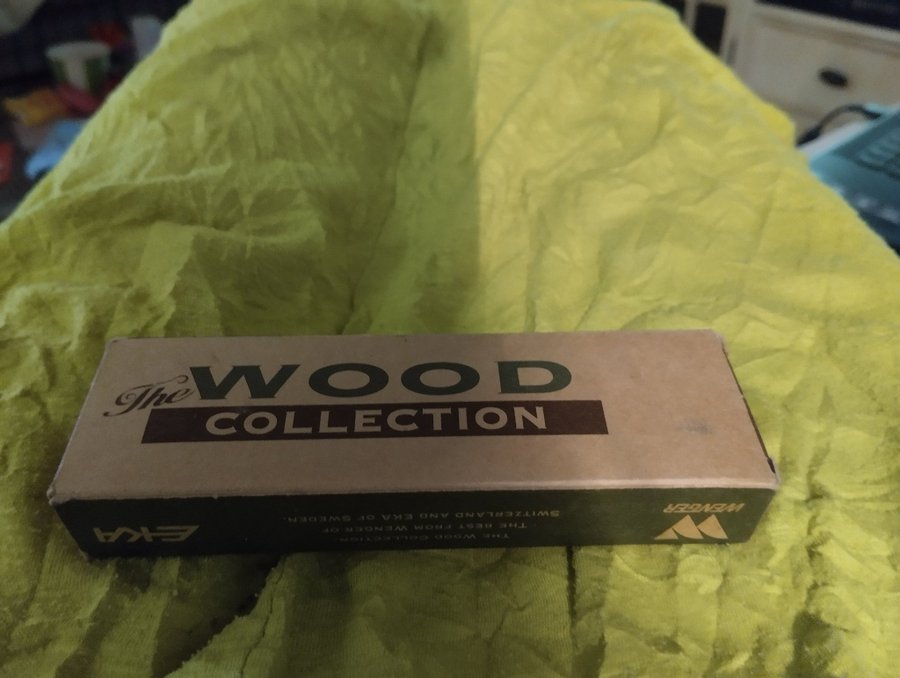 The WOOD
COLLECTION
EKA
THE WOOD COLLECTION.
THE BEST FROM WENGER OF
SWITZERLAND AND EKA OF SWEDEN.
WENGER